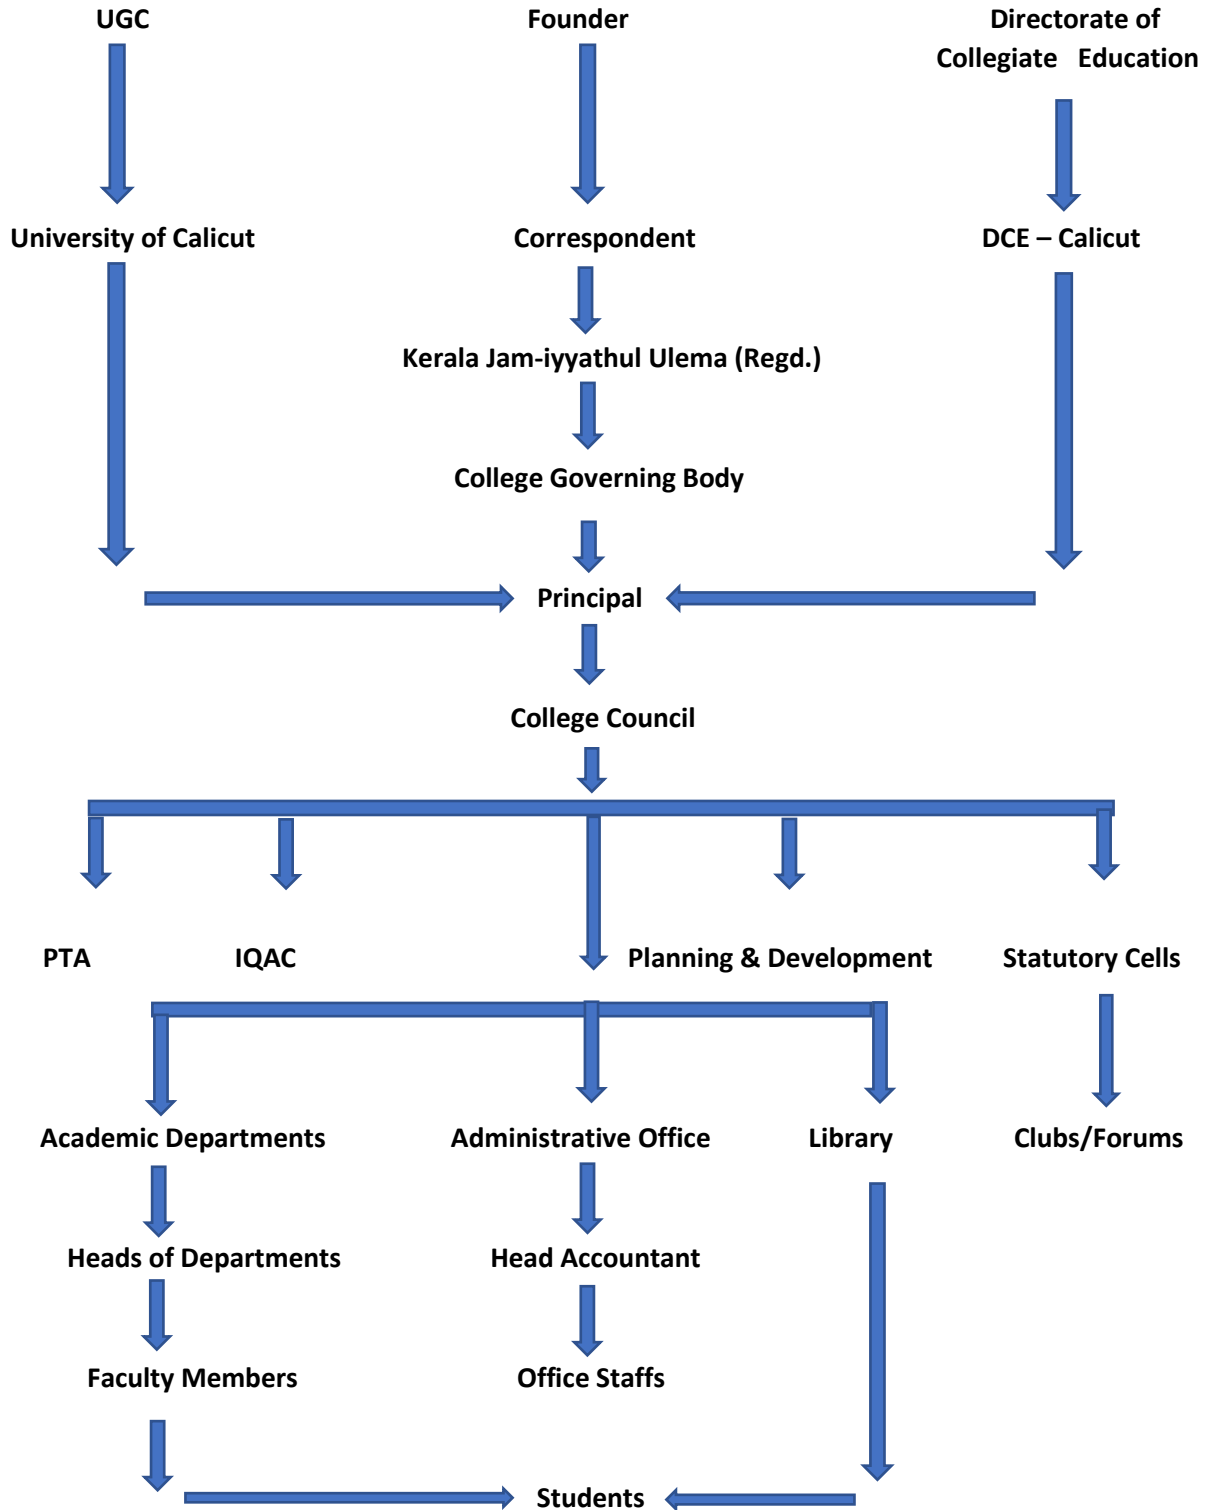 UGC
Founder
Directorate of
Collegiate Education
University of Calicut
Correspondent
DCE – Calicut
Kerala Jam-iyyathul Ulema (Regd.)
College Governing Body
Principal
College Council
PTA
IQAC
Planning & Development
Statutory Cells
Academic Departments
Administrative Office
Library
Clubs/Forums
Heads of Departments
Head Accountant
Faculty Members
Office Staffs
Students